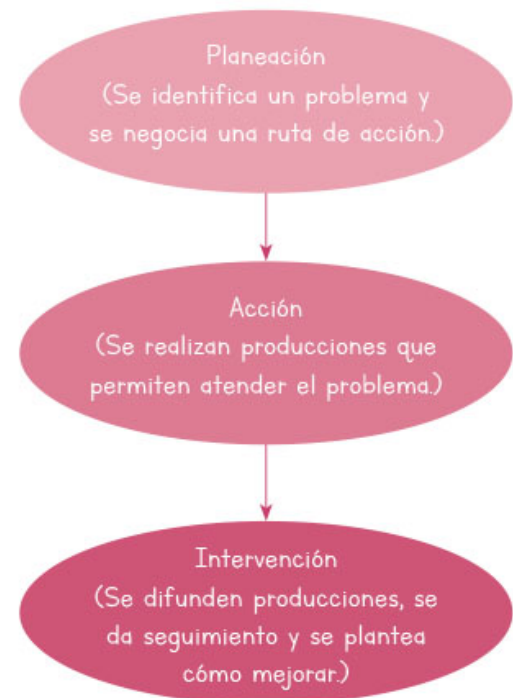 Planeación
(Se identifica un problema y
se negocia una ruta de acción.)
Acción
(Se realizan producciones que
permiten atender el problema.)
Intervención
(Se difunden producciones, se
da seguimiento y se plantea
cómo mejorar.)